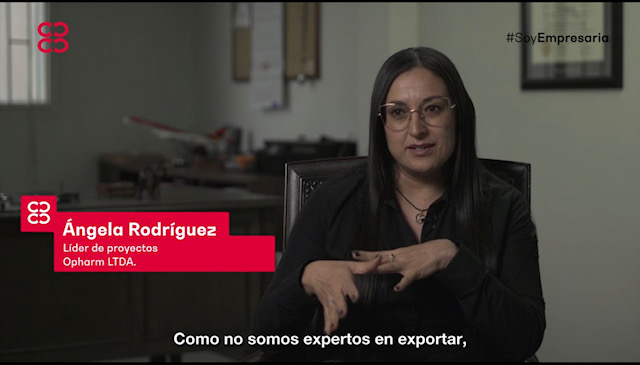 #SoyEmpresaria
Ángela Rodríguez
Líder de proyectos
Opharm LTDA.
Como no somos expertos en exportar,